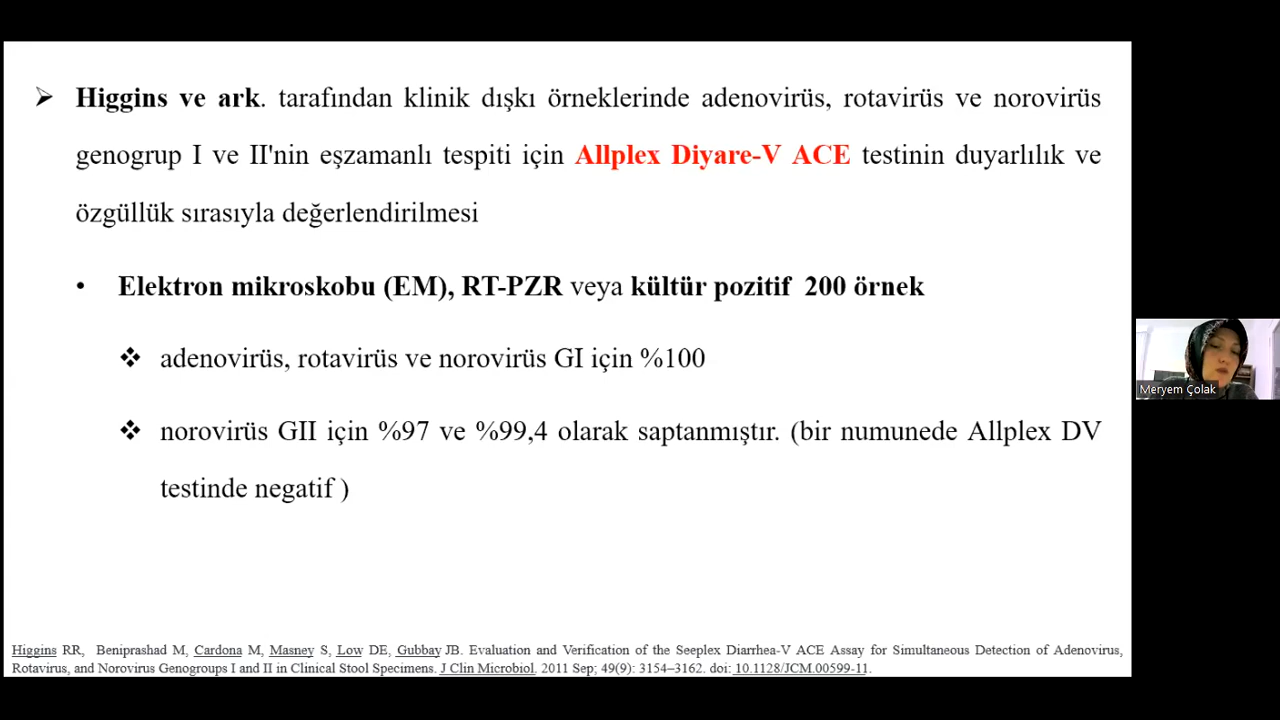 ➢ Higgins ve ark. tarafından klinik dışkı örneklerinde adenovirüs, rotavirüs ve norovirüs
genogrup I ve II'nin eşzamanlı tespiti için Allplex Diyare-V ACE testinin duyarlılık ve
özgüllük sırasıyla değerlendirilmesi
• Elektron mikroskobu (EM), RT-PZR veya kültür pozitif 200 örnek
❖ adenovirüs, rotavirüs ve norovirüs GI için %100
❖ norovirüs GII için %97 ve %99,4 olarak saptanmıştır. (bir numunede Allplex DV
testinde negatif )
Meryem Çolak
Higgins RR, Beniprashad M, Cardona M, Masney S, Low DE, Gubbay JB. Evaluation and Verification of the Seeplex Diarrhea-V ACE Assay for Simultaneous Detection of Adenovirus,
Rotavirus, and Norovirus Genogroups I and II in Clinical Stool Specimens. J Clin Microbiol. 2011 Sep; 49(9): 3154–3162. doi: 10.1128/JCM.00599-11.